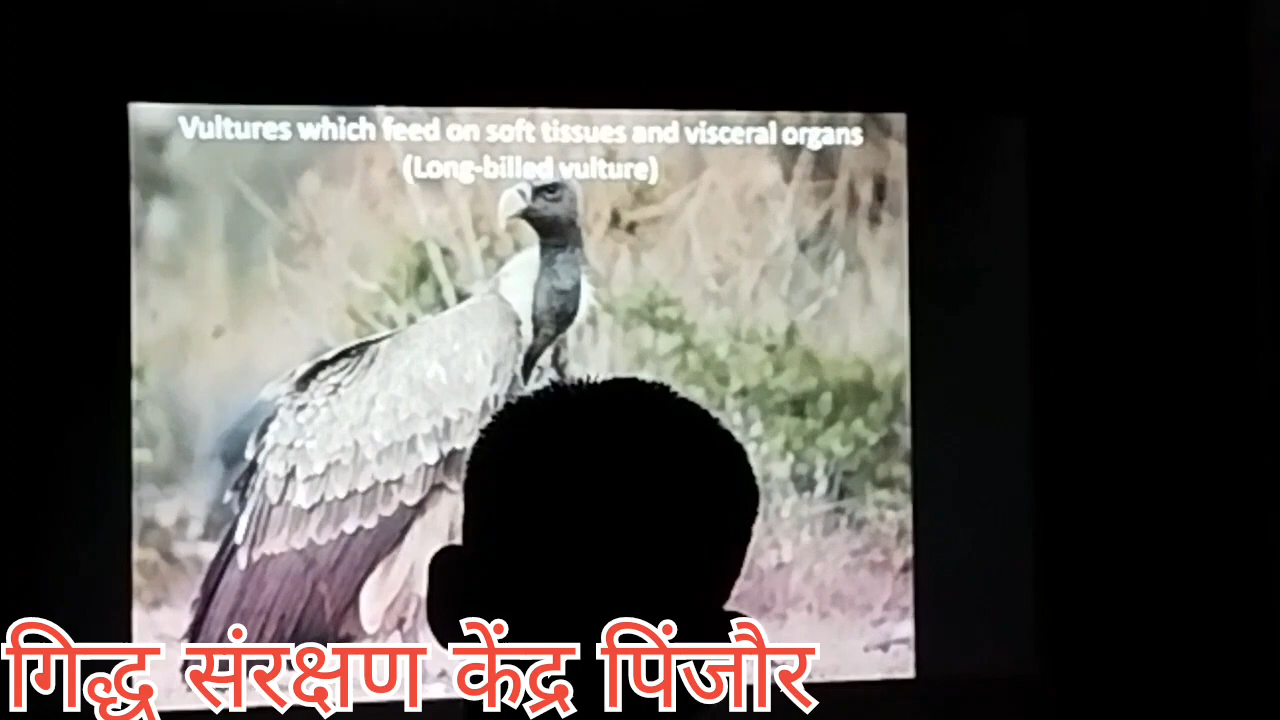 Vultures which feed on soft tissues and visceral organs
(Long-billed vulture)
गिद्ध संरक्षण केंद्र पिंजौर